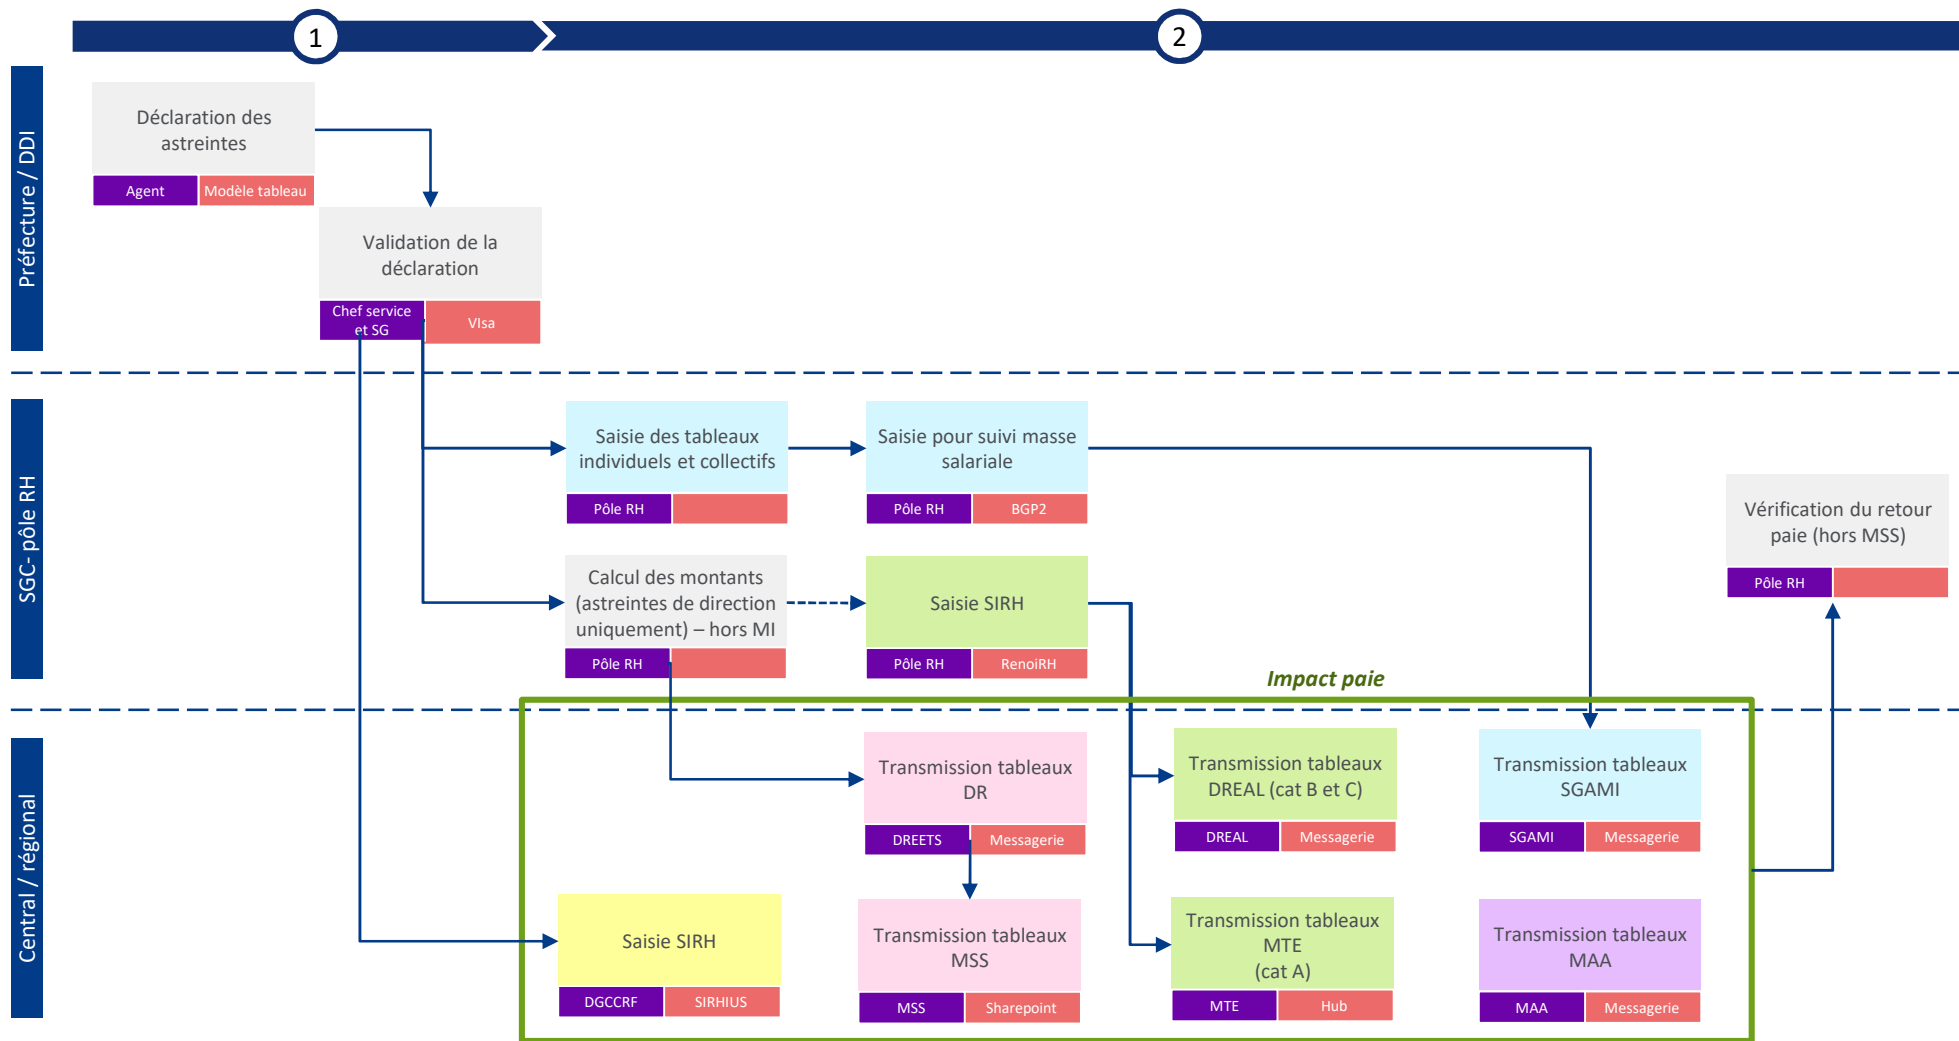 1
2
Préfecture / DDI
Déclaration des
astreintes
Agent
Modèle tableau
Validation de la
déclaration
Chef service
et SG
VIsa
SGC- pôle RH
Saisie des tableaux
individuels et collectifs
Pôle RH
Saisie pour suivi masse
salariale
Pôle RH
BGP2
Calcul des montants
(astreintes de direction
uniquement) – hors MI
Pôle RH
Saisie SIRH
Pôle RH
RenoiRH
Vérification du retour
paie (hors MSS)
Pôle RH
Impact paie
Central / régional
Transmission tableaux
DR
DREETS
Messagerie
Transmission tableaux
DREAL (cat B et C)
DREAL
Messagerie
Transmission tableaux
SGAMI
SGAMI
Messagerie
Saisie SIRH
DGCCRF
SIRHIUS
Transmission tableaux
MSS
MSS
Sharepoint
Transmission tableaux
MTE
(cat A)
MTE
Hub
Transmission tableaux
MAA
MAA
Messagerie